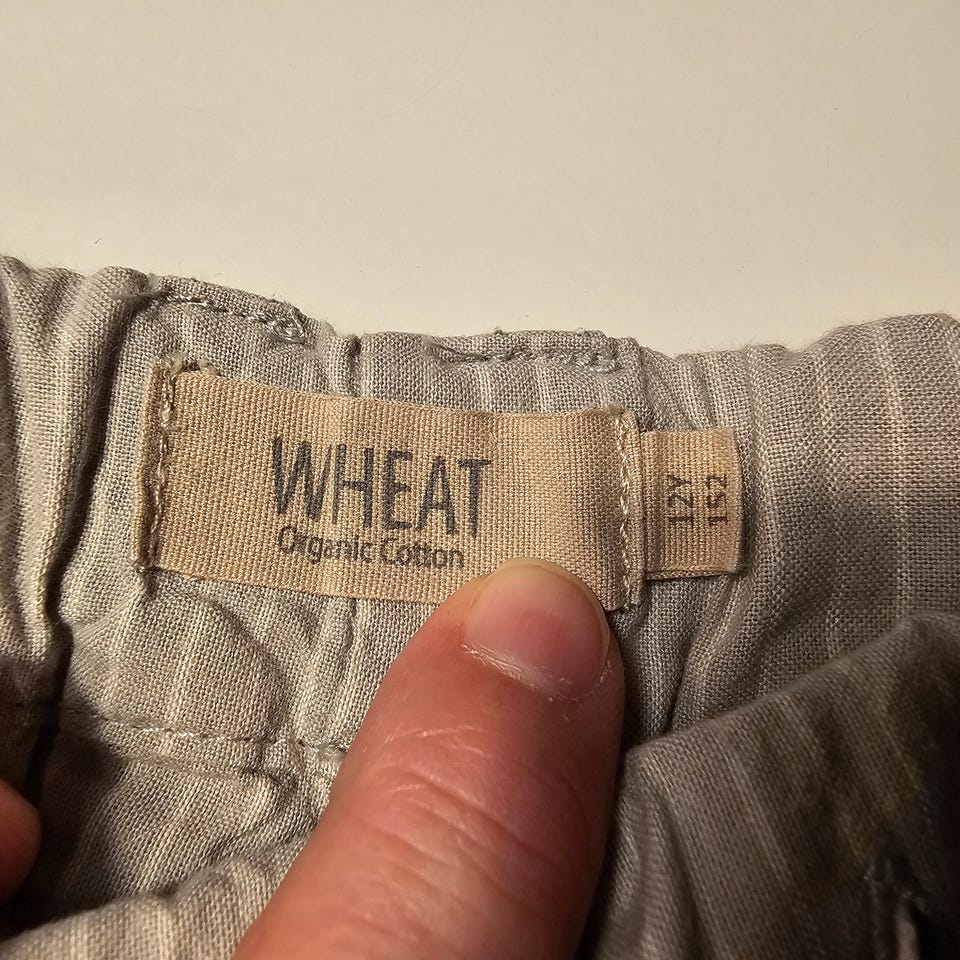 WHEAT
Organic Cotton
12Y
152